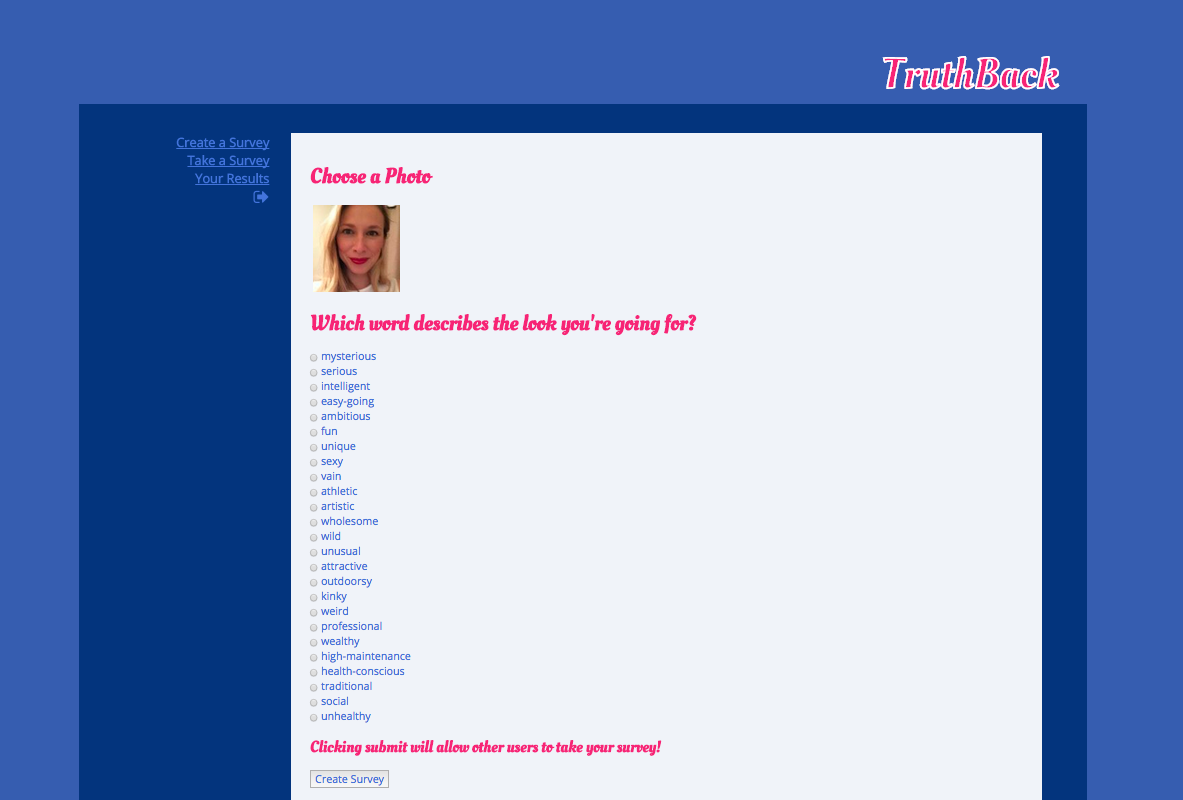 TruthBack
Create a Survey
Take a Survey
Your Results
Choose a Photo
Which word describes the look you're going for?
mysterious
serious
intelligent
easy-going
ambitious
fun
unique
sexy
vain
athletic
artistic
wholesome
wild
unusual
attractive
outdoorsy
kinky
weird
professional
wealthy
high-maintenance
health-conscious
traditional
social
unhealthy
Clicking submit will allow other users to take your survey!
Create Survey